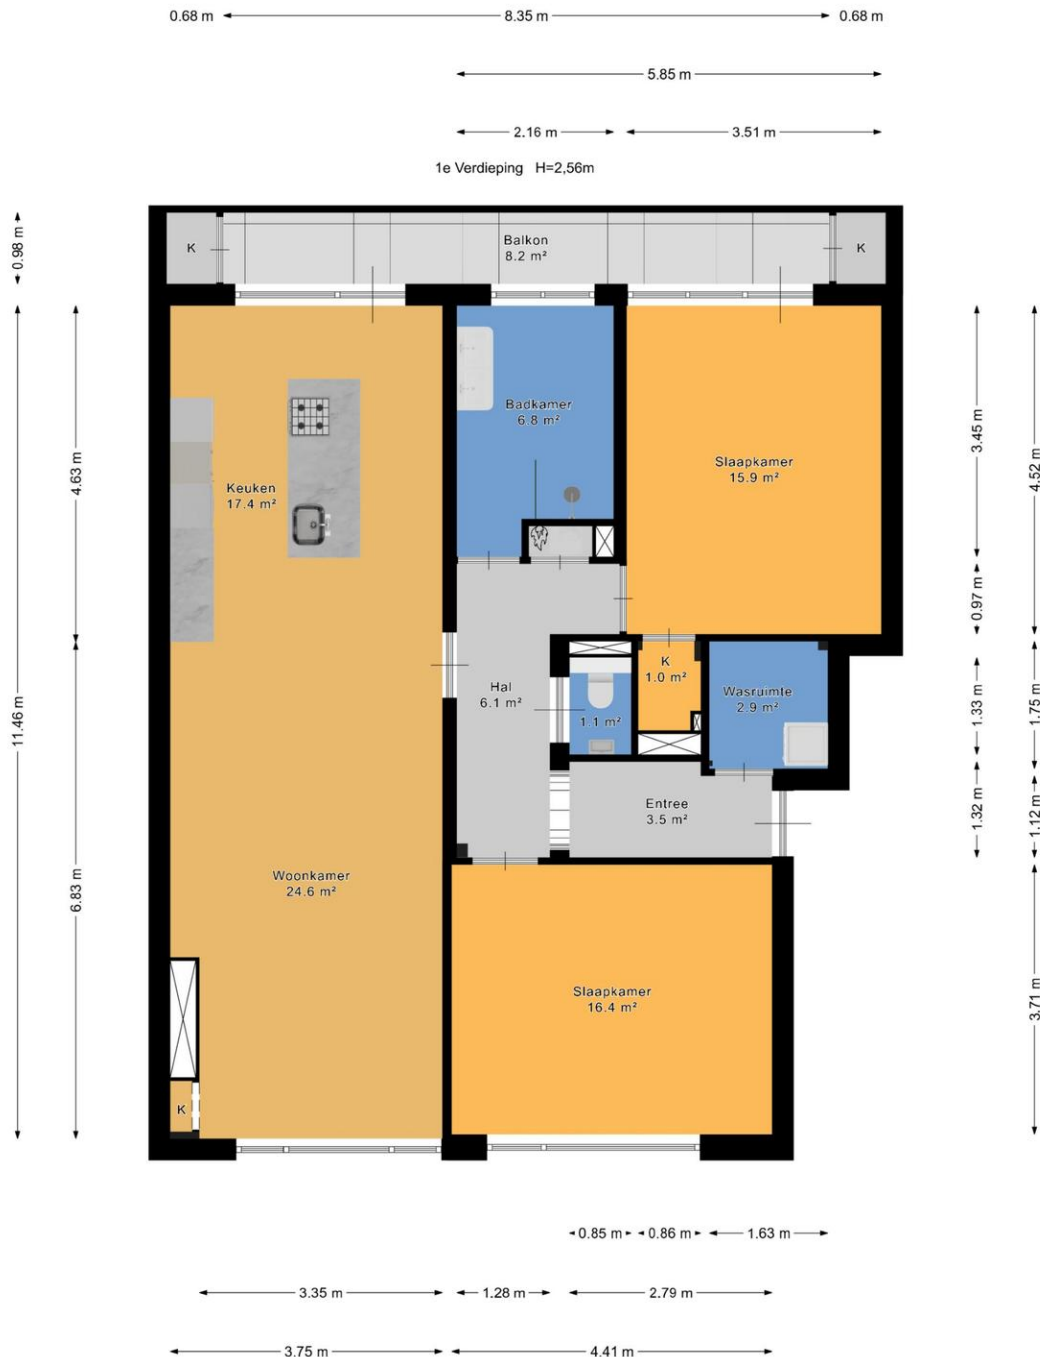 0.68 m
8.35 m
0.68 m
5.85 m
2.16 m
3.51 m
1e Verdieping H=2,56m
0.98 m
K
Balkon
8.2 m²
K
Badkamer
6.8 m²
Slaapkamer
15.9 m²
Keuken
17.4 m²
4.63 m
3.45 m
4.52 m
0.97 m
K
1.0 m²
Hal
6.1 m²
1.1 m²
Wasruimte
2.9 m²
11.46 m
1.33 m
1.75 m
Entree
3.5 m²
1.32 m
1.12 m
Woonkamer
24.6 m²
6.83 m
Slaapkamer
16.4 m²
3.71 m
K
0.85 m
0.86 m
1.63 m
3.35 m
1.28 m
2.79 m
3.75 m
4.41 m